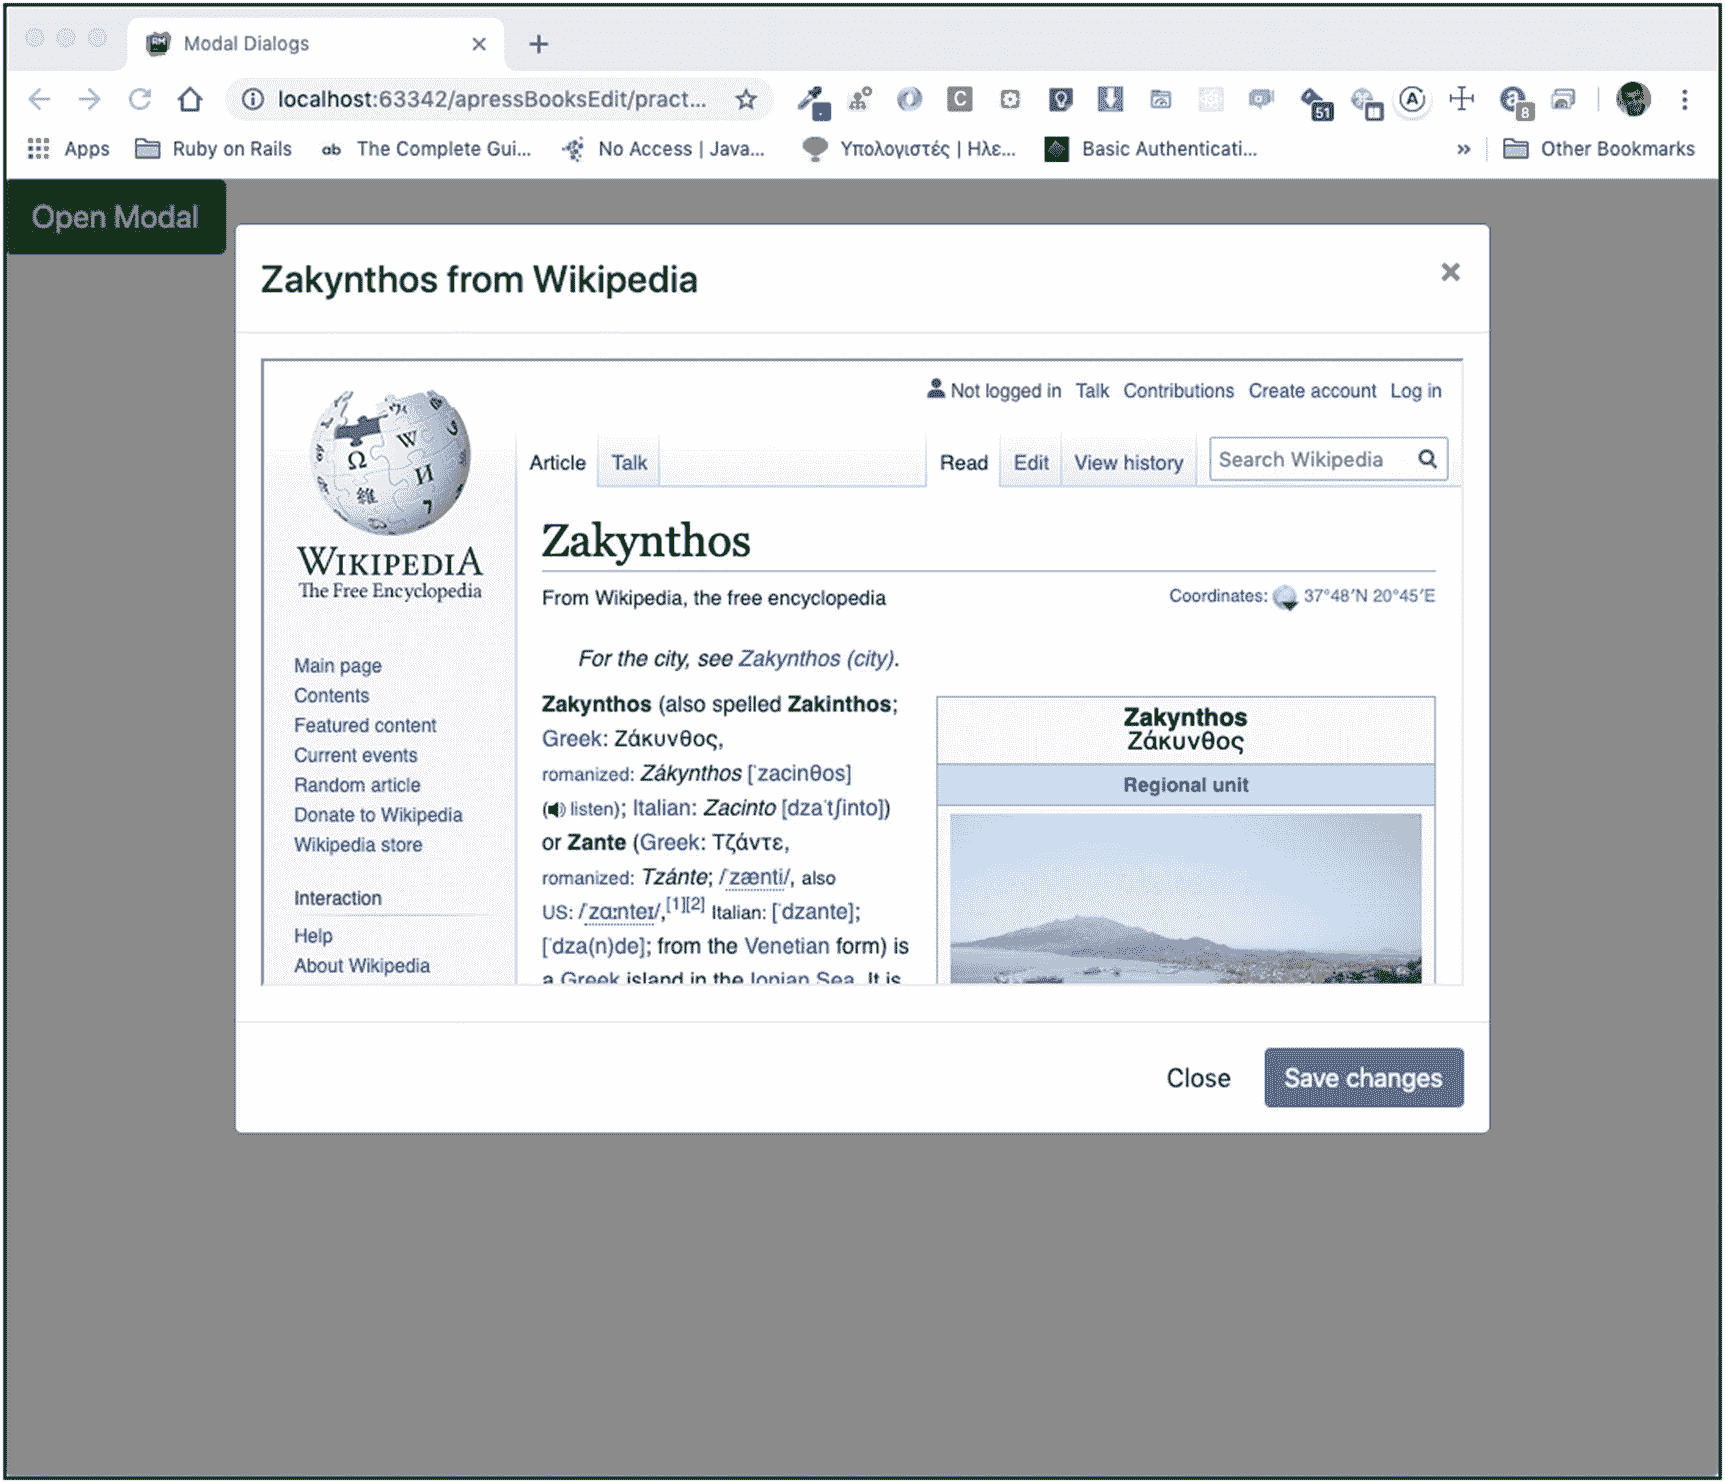 Modal Dialogs
localhost:63342/apressBooksEdit/pract...
51
8
Apps Ruby on Rails ab The Complete Gui... No Access | Java... Υπολογιστές | Ηλε... Basic Authenticati... » Other Bookmarks
Open Modal
Zakynthos from Wikipedia
Not logged in Talk Contributions Create account Log in
Article Talk Read Edit View history Search Wikipedia
WIKIPEDIA
The Free Encyclopedia
Main page
Contents
Featured content
Current events
Random article
Donate to Wikipedia
Wikipedia store
Interaction
Help
About Wikipedia
Zakynthos
From Wikipedia, the free encyclopedia
Coordinates: 37°48′N 20°45′E
For the city, see Zakynthos (city).
Zakynthos (also spelled Zakinthos;
Greek: Ζάκυνθος,
romanized: Zákynthos [ˈzacinθos]
(listen); Italian: Zacinto [dzaˈtʃinto])
or Zante (Greek: Τζάντε,
romanized: Tzánte; /ˈzænti/, also
US: /ˈzɑːnteɪ/,[1][2] Italian: [ˈdzante];
[ˈdza(n)de]; from the Venetian form) is
a Greek island in the Ionian Sea. It is
Zakynthos
Ζάκυνθος
Regional unit
Close Save changes